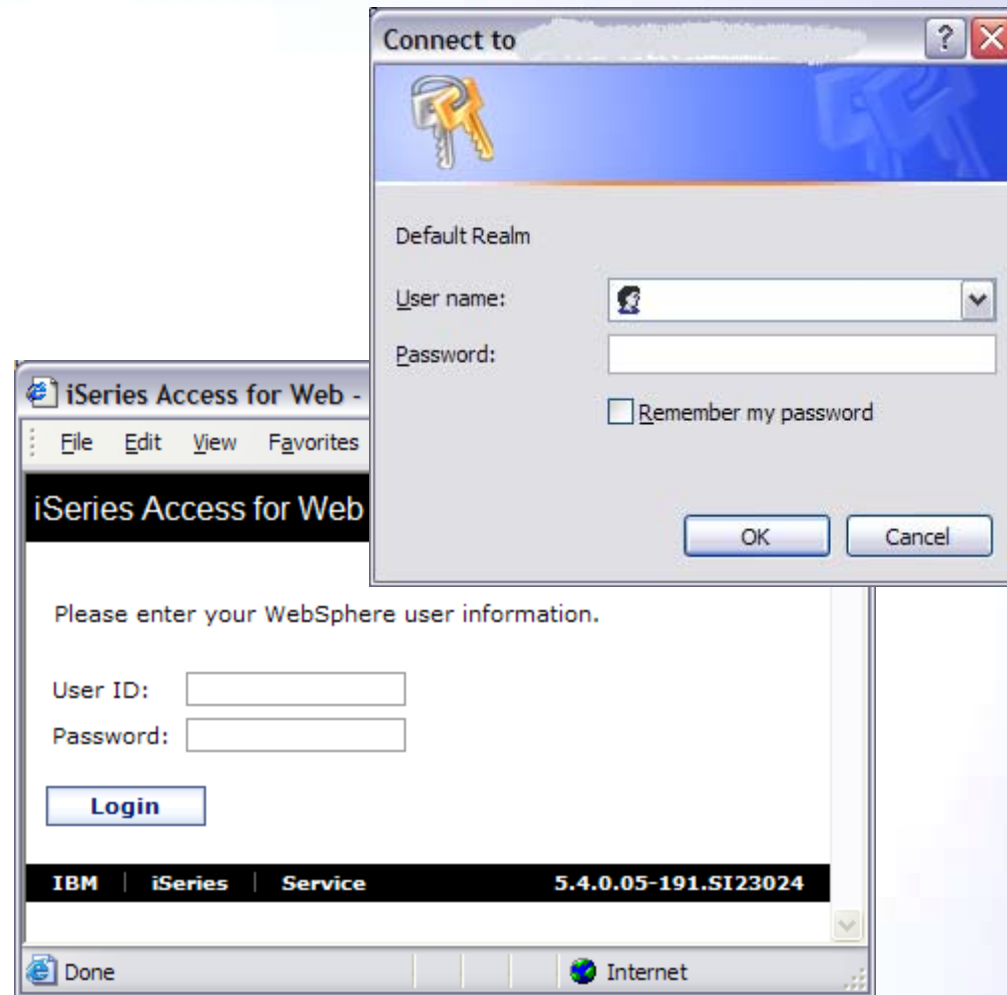 Connect to
Default Realm
User name:
Password:
Remember my password
OK
Cancel
iSeries Access for Web -
File Edit View Favorites
iSeries Access for Web
Please enter your WebSphere user information.
User ID:
Password:
Login
IBM | iSeries | Service 5.4.0.05-191.SI23024
Done
Internet